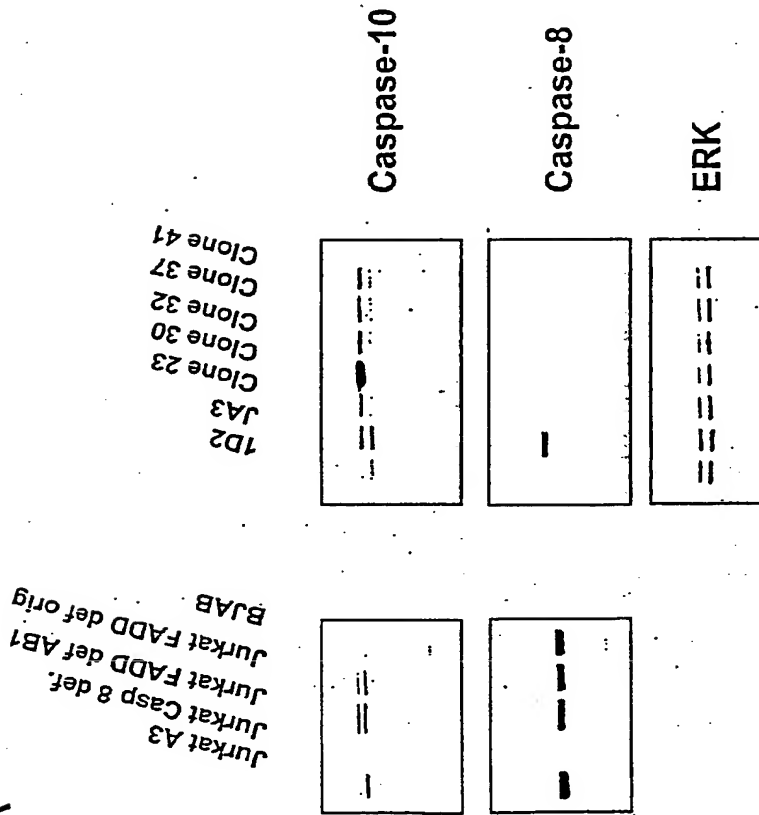 Jurkat A3
Jurkat Casp 8 def.
Jurkat FADD def AB1
Jurkat FADD def orig
BJAB
1D2
JA3
Clone 23
Clone 30
Clone 32
Clone 37
Clone 41
Caspase-10
Caspase-8
ERK